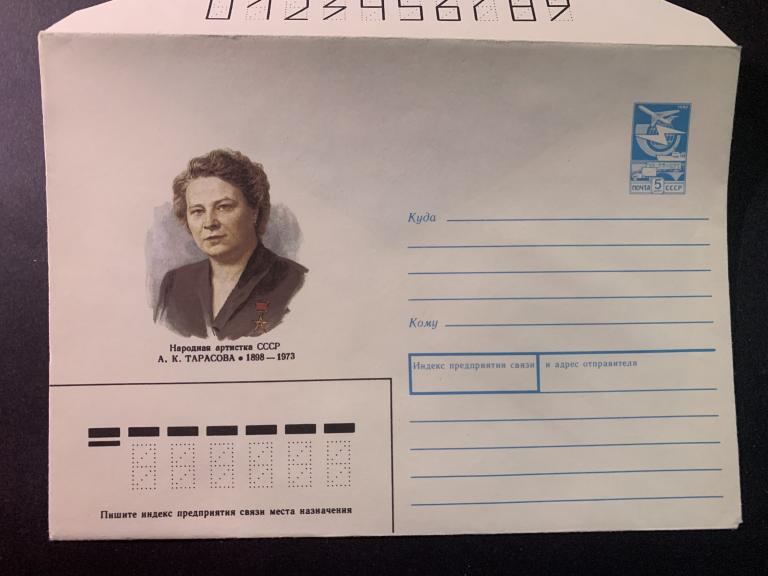 0123456789
ПОЧТА 5 СССР
Куда
Кому
Народная артистка СССР
А. К. ТАРАСОВА • 1898 — 1973
Индекс предприятия связи и адрес отправителя
Пишите индекс предприятия связи места назначения